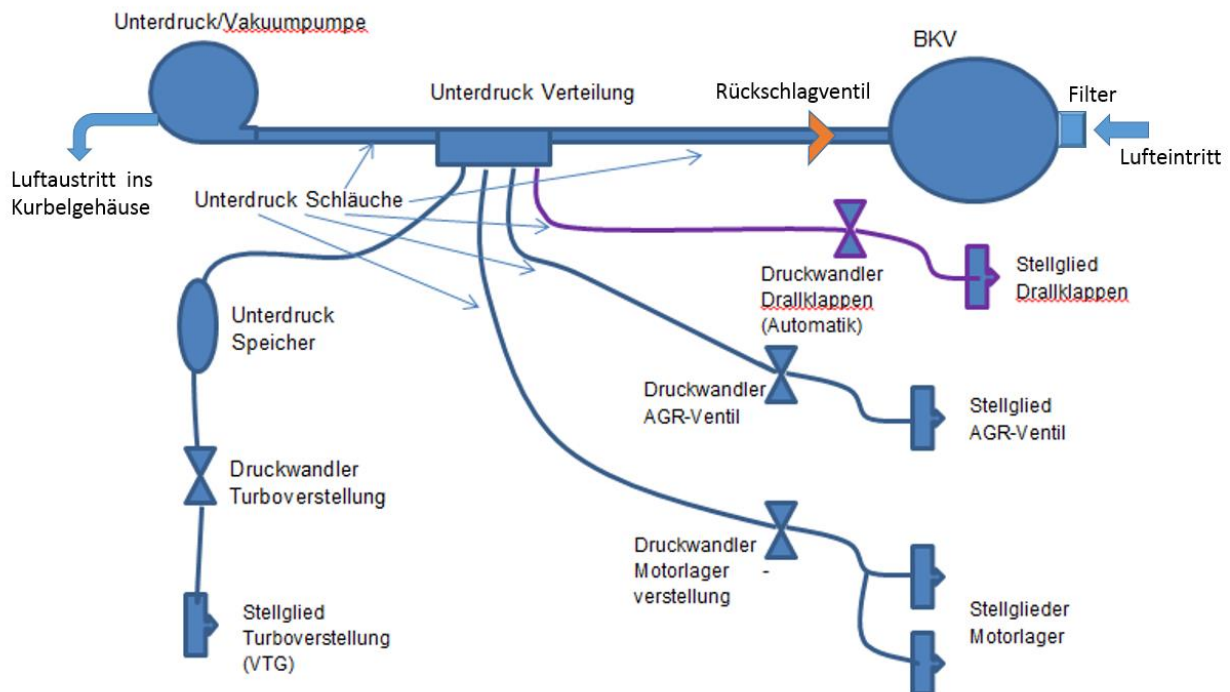 Unterdruck/Vakuumpumpe
BKV
Unterdruck Verteilung
Rückschlagventil
Filter
Luftaustritt ins
Kurbelgehäuse
Lufteintritt
Unterdruck Schläuche
Druckwandler
Drallklappen
(Automatik)
Stellglied
Drallklappen
Unterdruck
Speicher
Druckwandler
AGR-Ventil
Stellglied
AGR-Ventil
Druckwandler
Turboverstellung
Druckwandler
Motorlager -
verstellung
Stellglied
Turboverstellung
(VTG)
Stellglieder
Motorlager